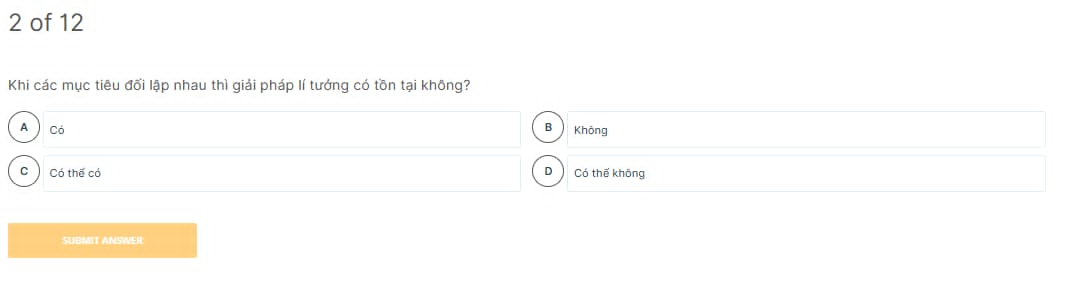 2 of 12
Khi các mục tiêu đối lập nhau thì giải pháp lí tưởng có tồn tại không?
A Có
B Không
C Có thể có
D Có thể không
SUBMIT ANSWER